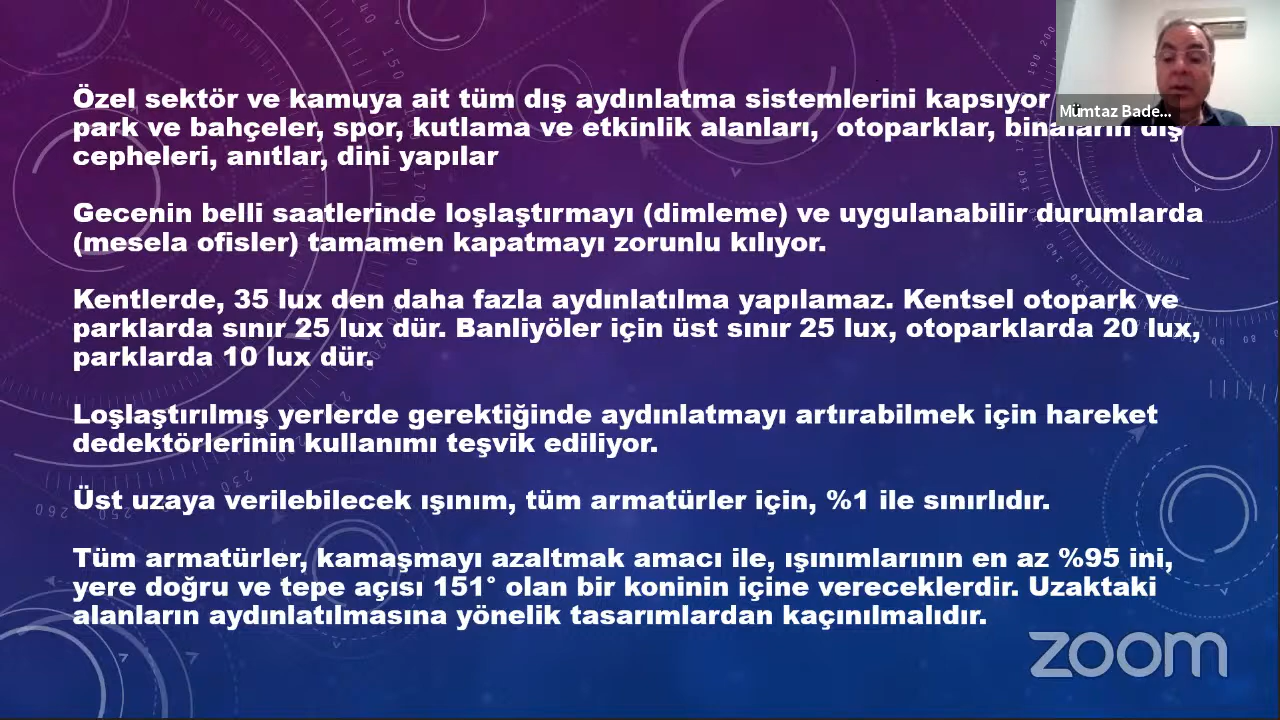 Özel sektör ve kamuya ait tüm dış aydınlatma sistemlerini kapsıyor
park ve bahçeler, spor, kutlama ve etkinlik alanları,  otoparklar, binaların dış
cepheleri, anıtlar, dini yapılar
Mümtaz Bade...
Gecenin belli saatlerinde loşlaştırmayı (dimleme) ve uygulanabilir durumlarda
(mesela ofisler) tamamen kapatmayı zorunlu kılıyor.
Kentlerde, 35 lux den daha fazla aydınlatılma yapılamaz. Kentsel otopark ve
parklarda sınır 25 lux dür. Banliyöler için üst sınır 25 lux, otoparklarda 20 lux,
parklarda 10 lux dür.
Loşlaştırılmış yerlerde gerektiğinde aydınlatmayı artırabilmek için hareket
dedektörlerinin kullanımı teşvik ediliyor.
Üst uzaya verilebilecek ışınım, tüm armatürler için, %1 ile sınırlıdır.
Tüm armatürler, kamaşmayı azaltmak amacı ile, ışınımlarının en az %95 ini,
yere doğru ve tepe açısı 151° olan bir koninin içine vereceklerdir. Uzaktaki
alanların aydınlatılmasına yönelik tasarımlardan kaçınılmalıdır.
zoom